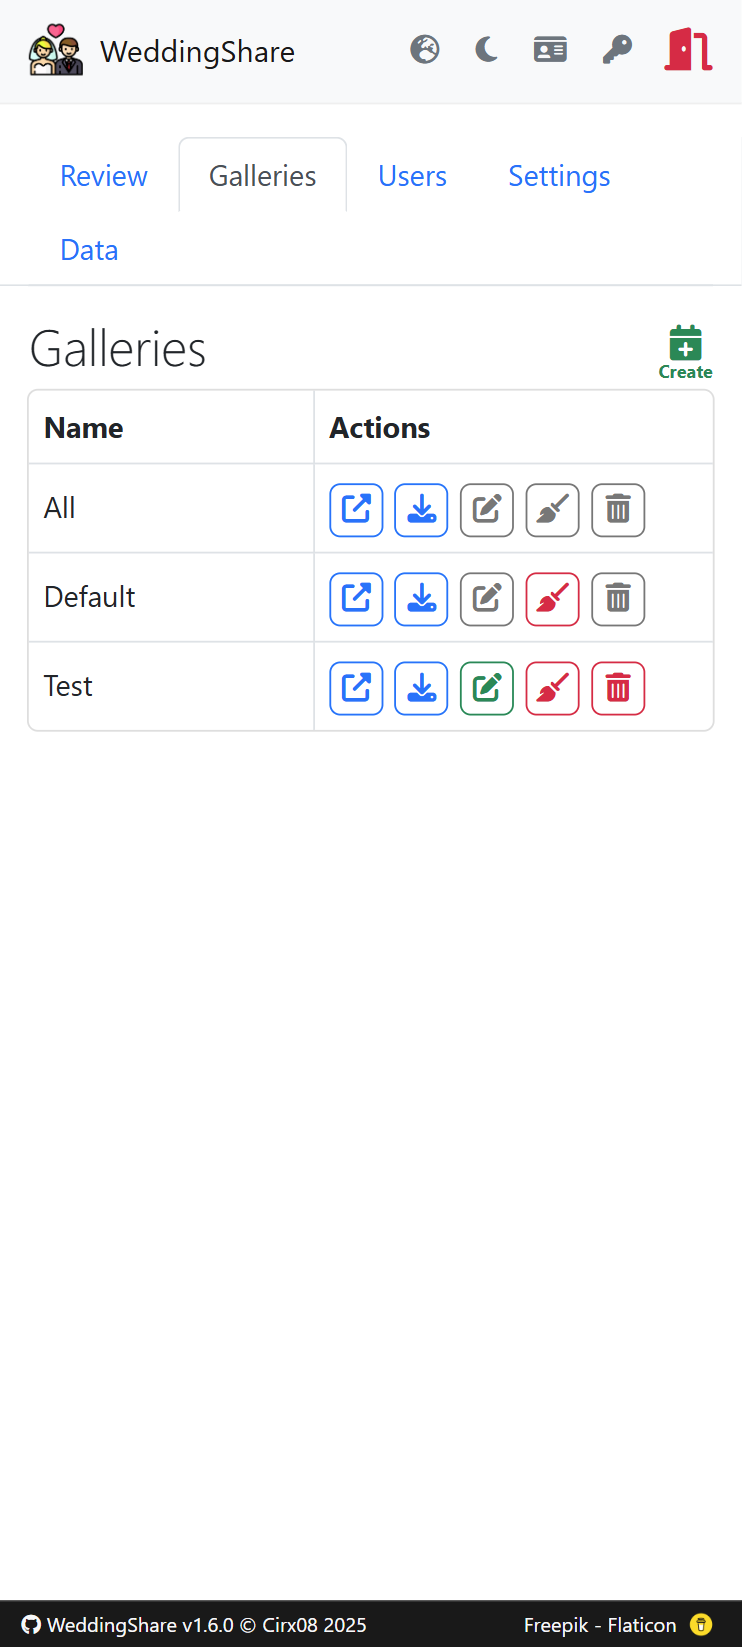 WeddingShare
Review Galleries Users Settings
Data
Galleries
Create
Name Actions
All
Default
Test
WeddingShare v1.6.0 © Cirx08 2025 Freepik - Flaticon